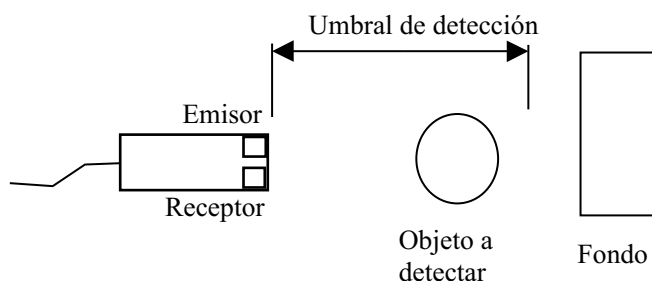 Umbral de detección
Emisor
Receptor
Objeto a
detectar
Fondo